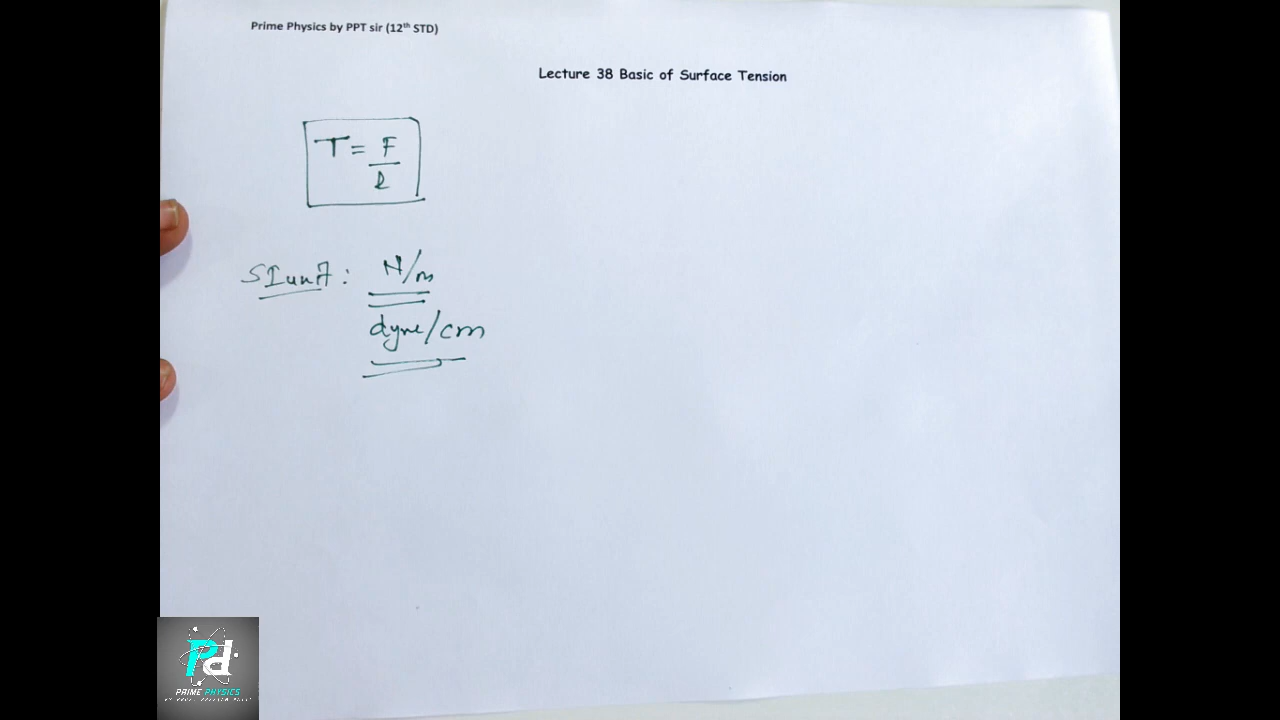 Prime Physics by PPT sir (12th STD)
Lecture 38 Basic of Surface Tension
T = F
l
SI unit : N/m
dyne/cm
Pd
PRIME PHYSICS